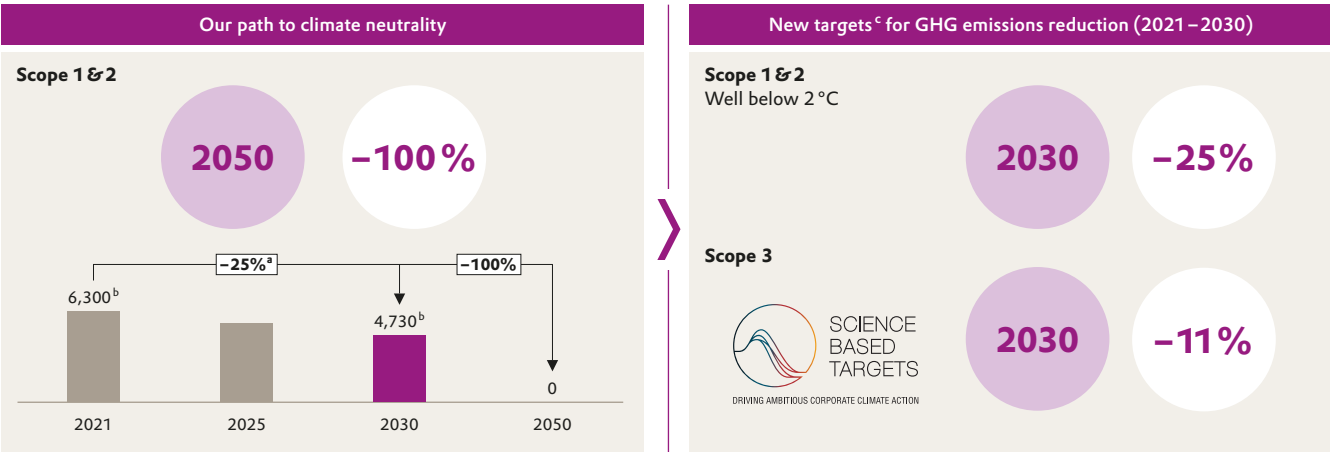 Our path to climate neutrality
Scope 1 & 2
2050
–100 %
–25%ᵃ
–100%
6,300ᵇ
4,730ᵇ
0
2021
2025
2030
2050
New targetsᶜ for GHG emissions reduction (2021 – 2030)
Scope 1 & 2
Well below 2 °C
2030
–25%
Scope 3
SCIENCE
BASED
TARGETS
DRIVING AMBITIOUS CORPORATE CLIMATE ACTION
2030
–11 %